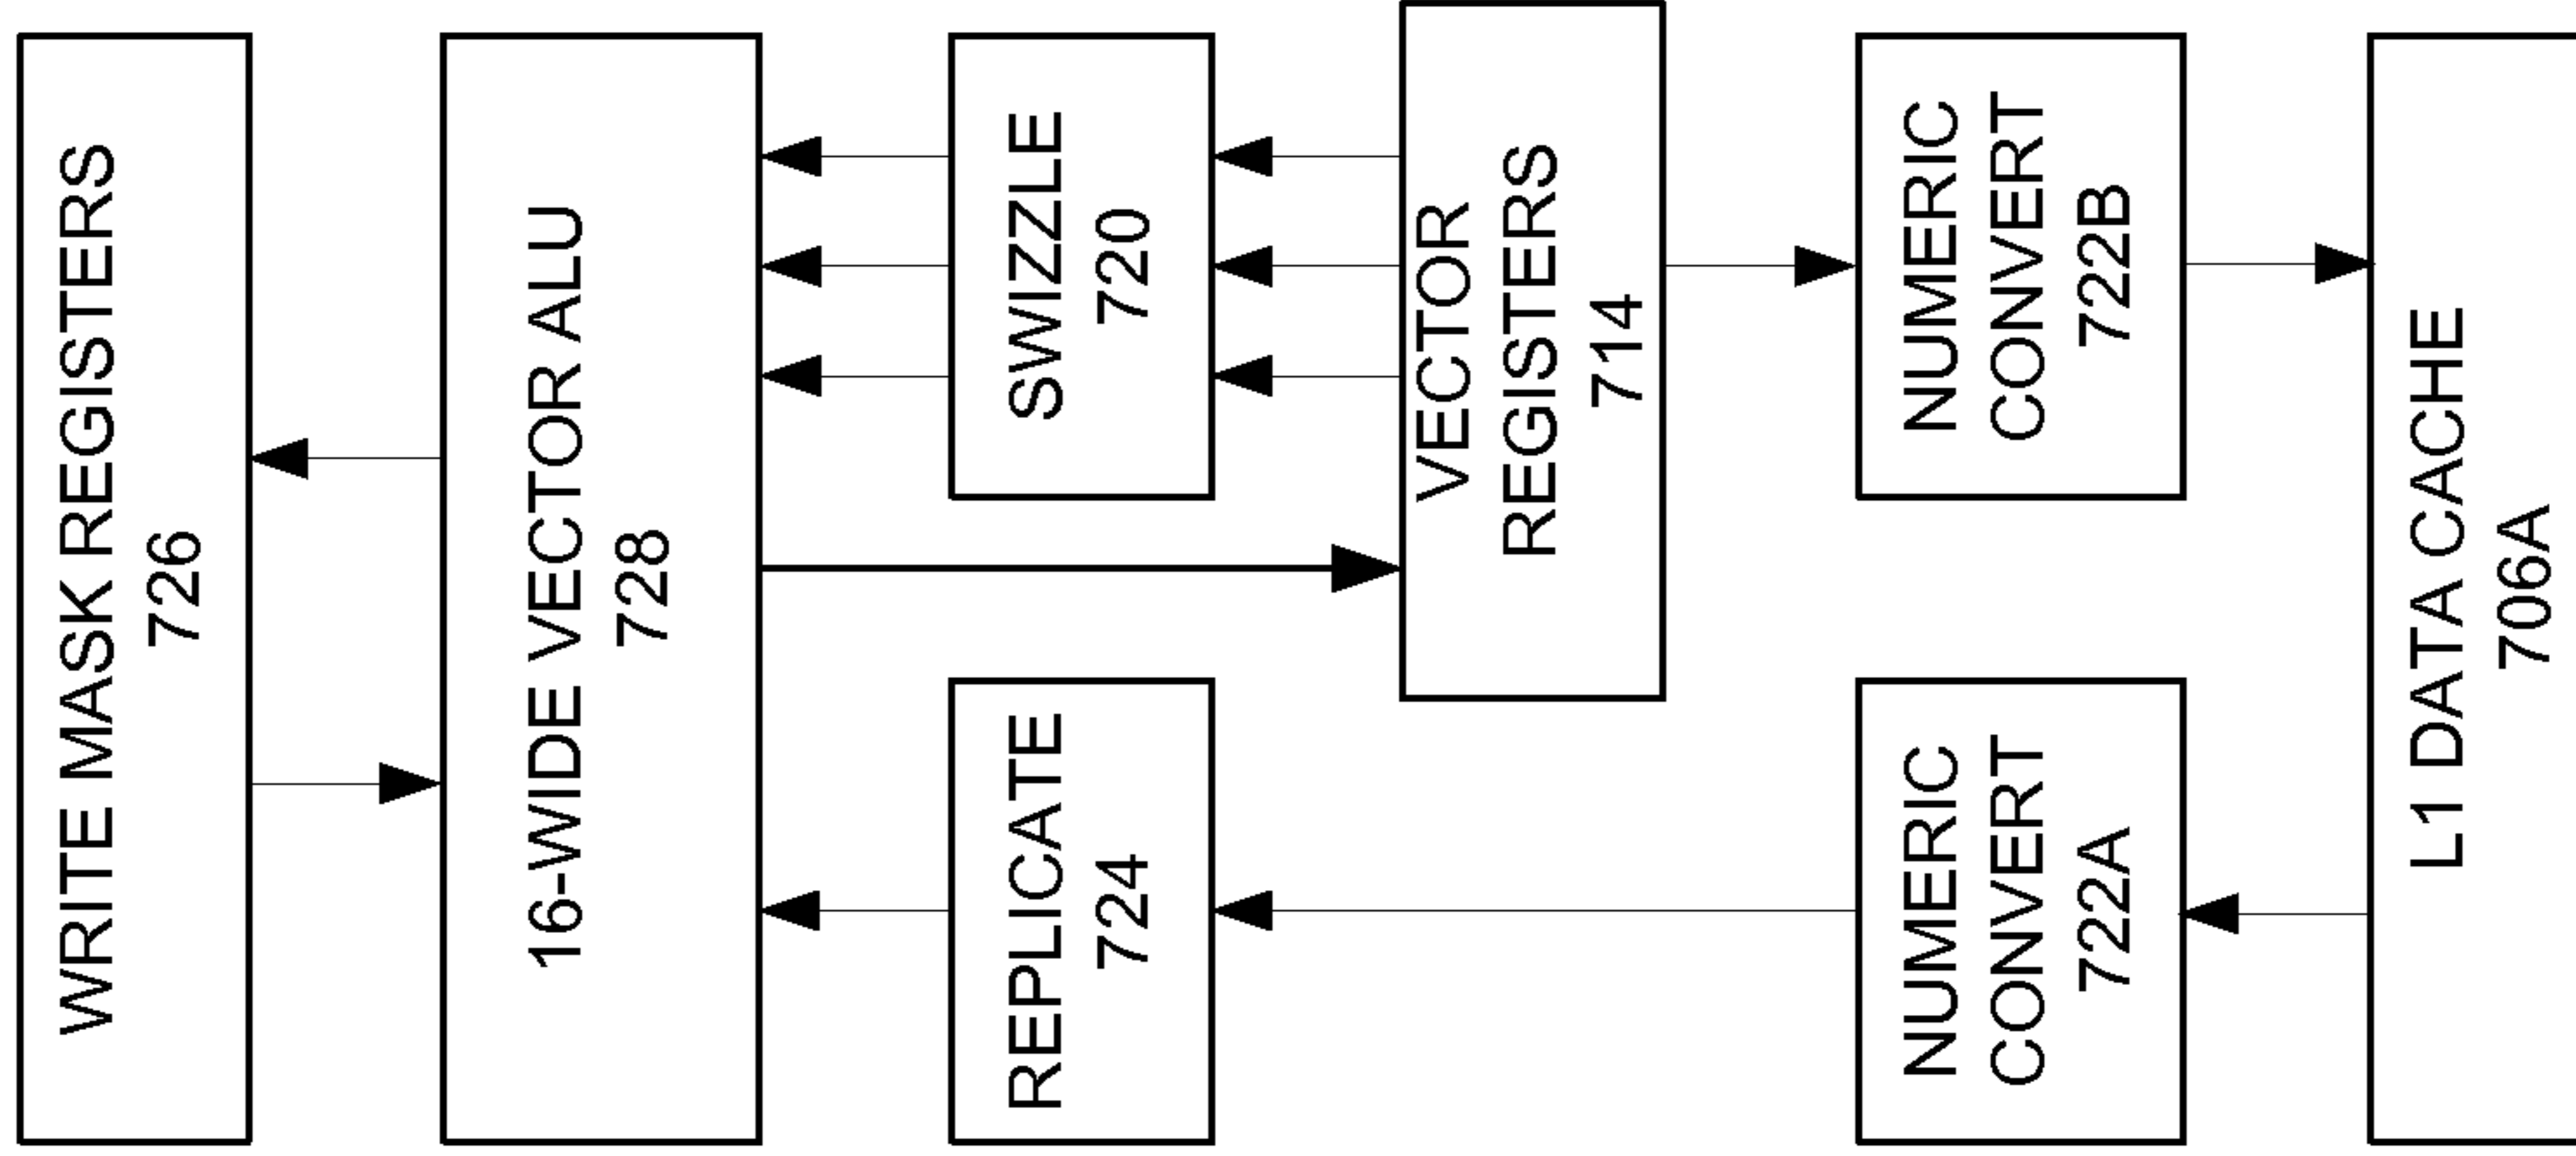 WRITE MASK REGISTERS
726
16-WIDE VECTOR ALU
728
REPLICATE
724
SWIZZLE
720
VECTOR
REGISTERS
714
NUMERIC
CONVERT
722A
NUMERIC
CONVERT
722B
L1 DATA CACHE
706A